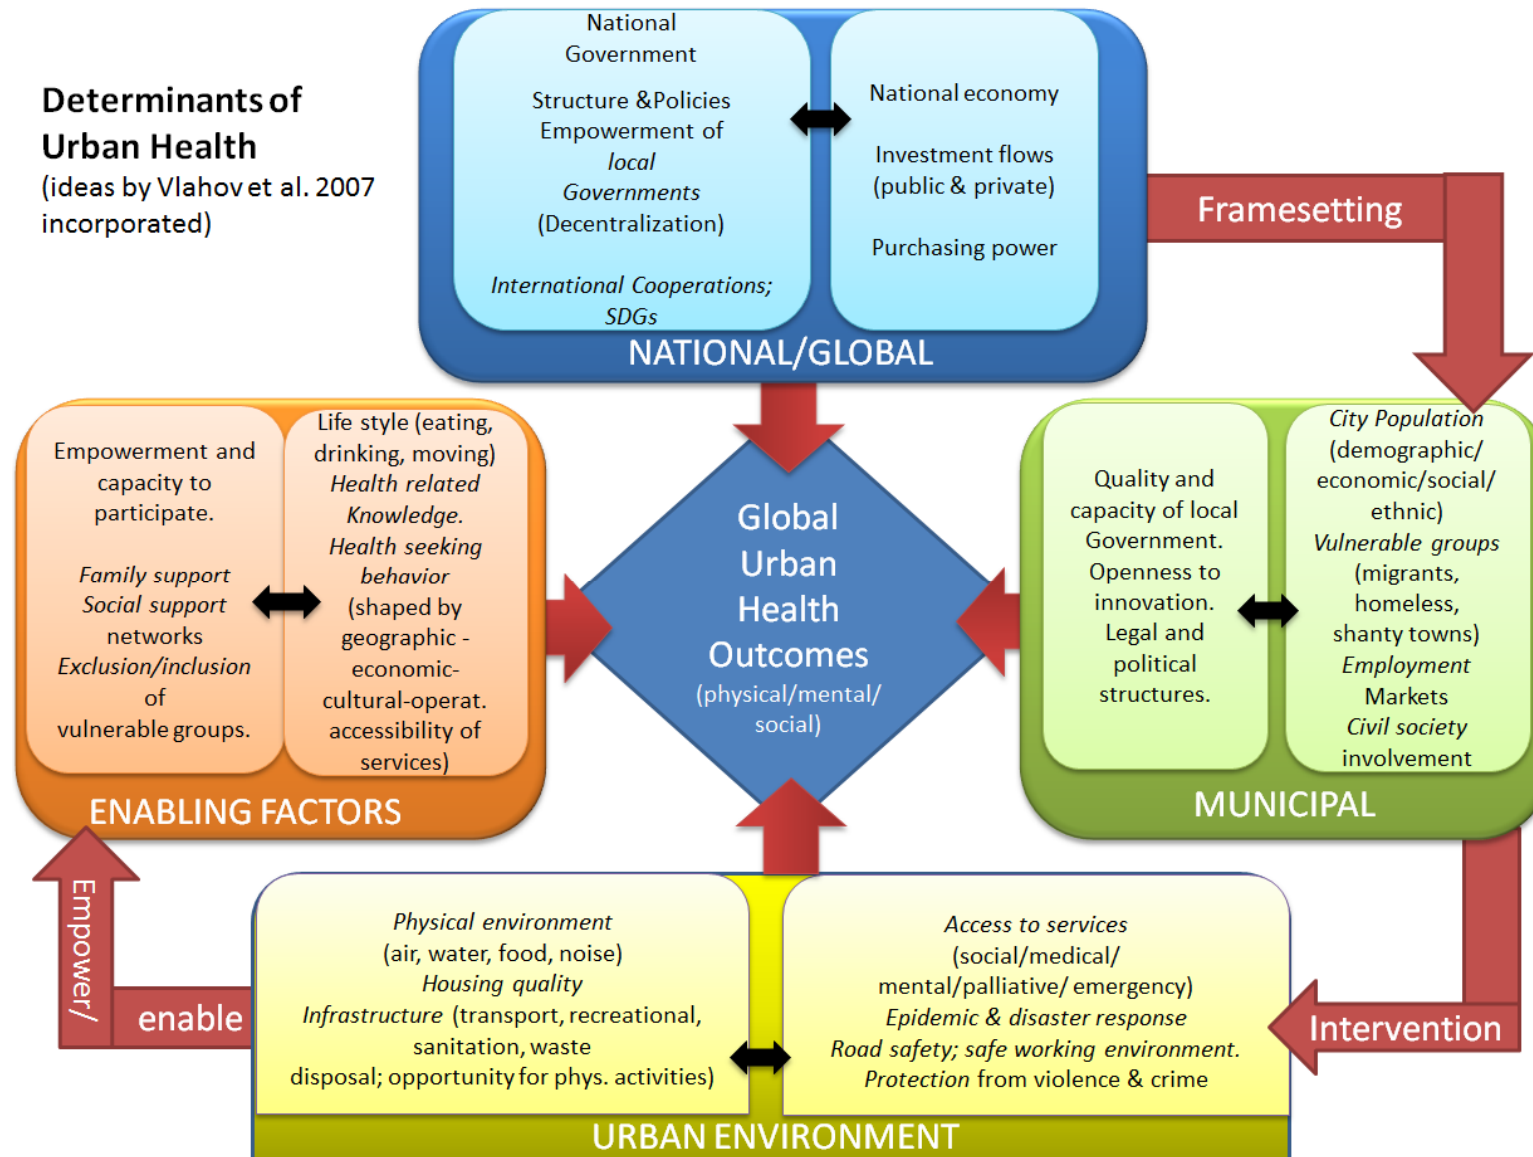 Determinants of
Urban Health
(ideas by Vlahov et al. 2007
incorporated)
National
Government
Structure &Policies
Empowerment of
local
Governments
(Decentralization)
International Cooperations;
SDGs
National economy
Investment flows
(public & private)
Purchasing power
NATIONAL/GLOBAL
Framesetting
Empowerment and
capacity to
participate.
Family support
Social support
networks
Exclusion/inclusion
of
vulnerable groups.
Life style (eating,
drinking, moving)
Health related
Knowledge.
Health seeking
behavior
(shaped by
geographic -
economic-
cultural-operat.
accessibility of
services)
ENABLING FACTORS
Global
Urban
Health
Outcomes
(physical/mental/
social)
Quality and
capacity of local
Government.
Openness to
innovation.
Legal and
political
structures.
City Population
(demographic/
economic/social/
ethnic)
Vulnerable groups
(migrants,
homeless,
shanty towns)
Employment
Markets
Civil society
involvement
MUNICIPAL
Empower/
enable
Physical environment
(air, water, food, noise)
Housing quality
Infrastructure (transport, recreational,
sanitation, waste
disposal; opportunity for phys. activities)
Access to services
(social/medical/
mental/palliative/ emergency)
Epidemic & disaster response
Road safety; safe working environment.
Protection from violence & crime
URBAN ENVIRONMENT
Intervention